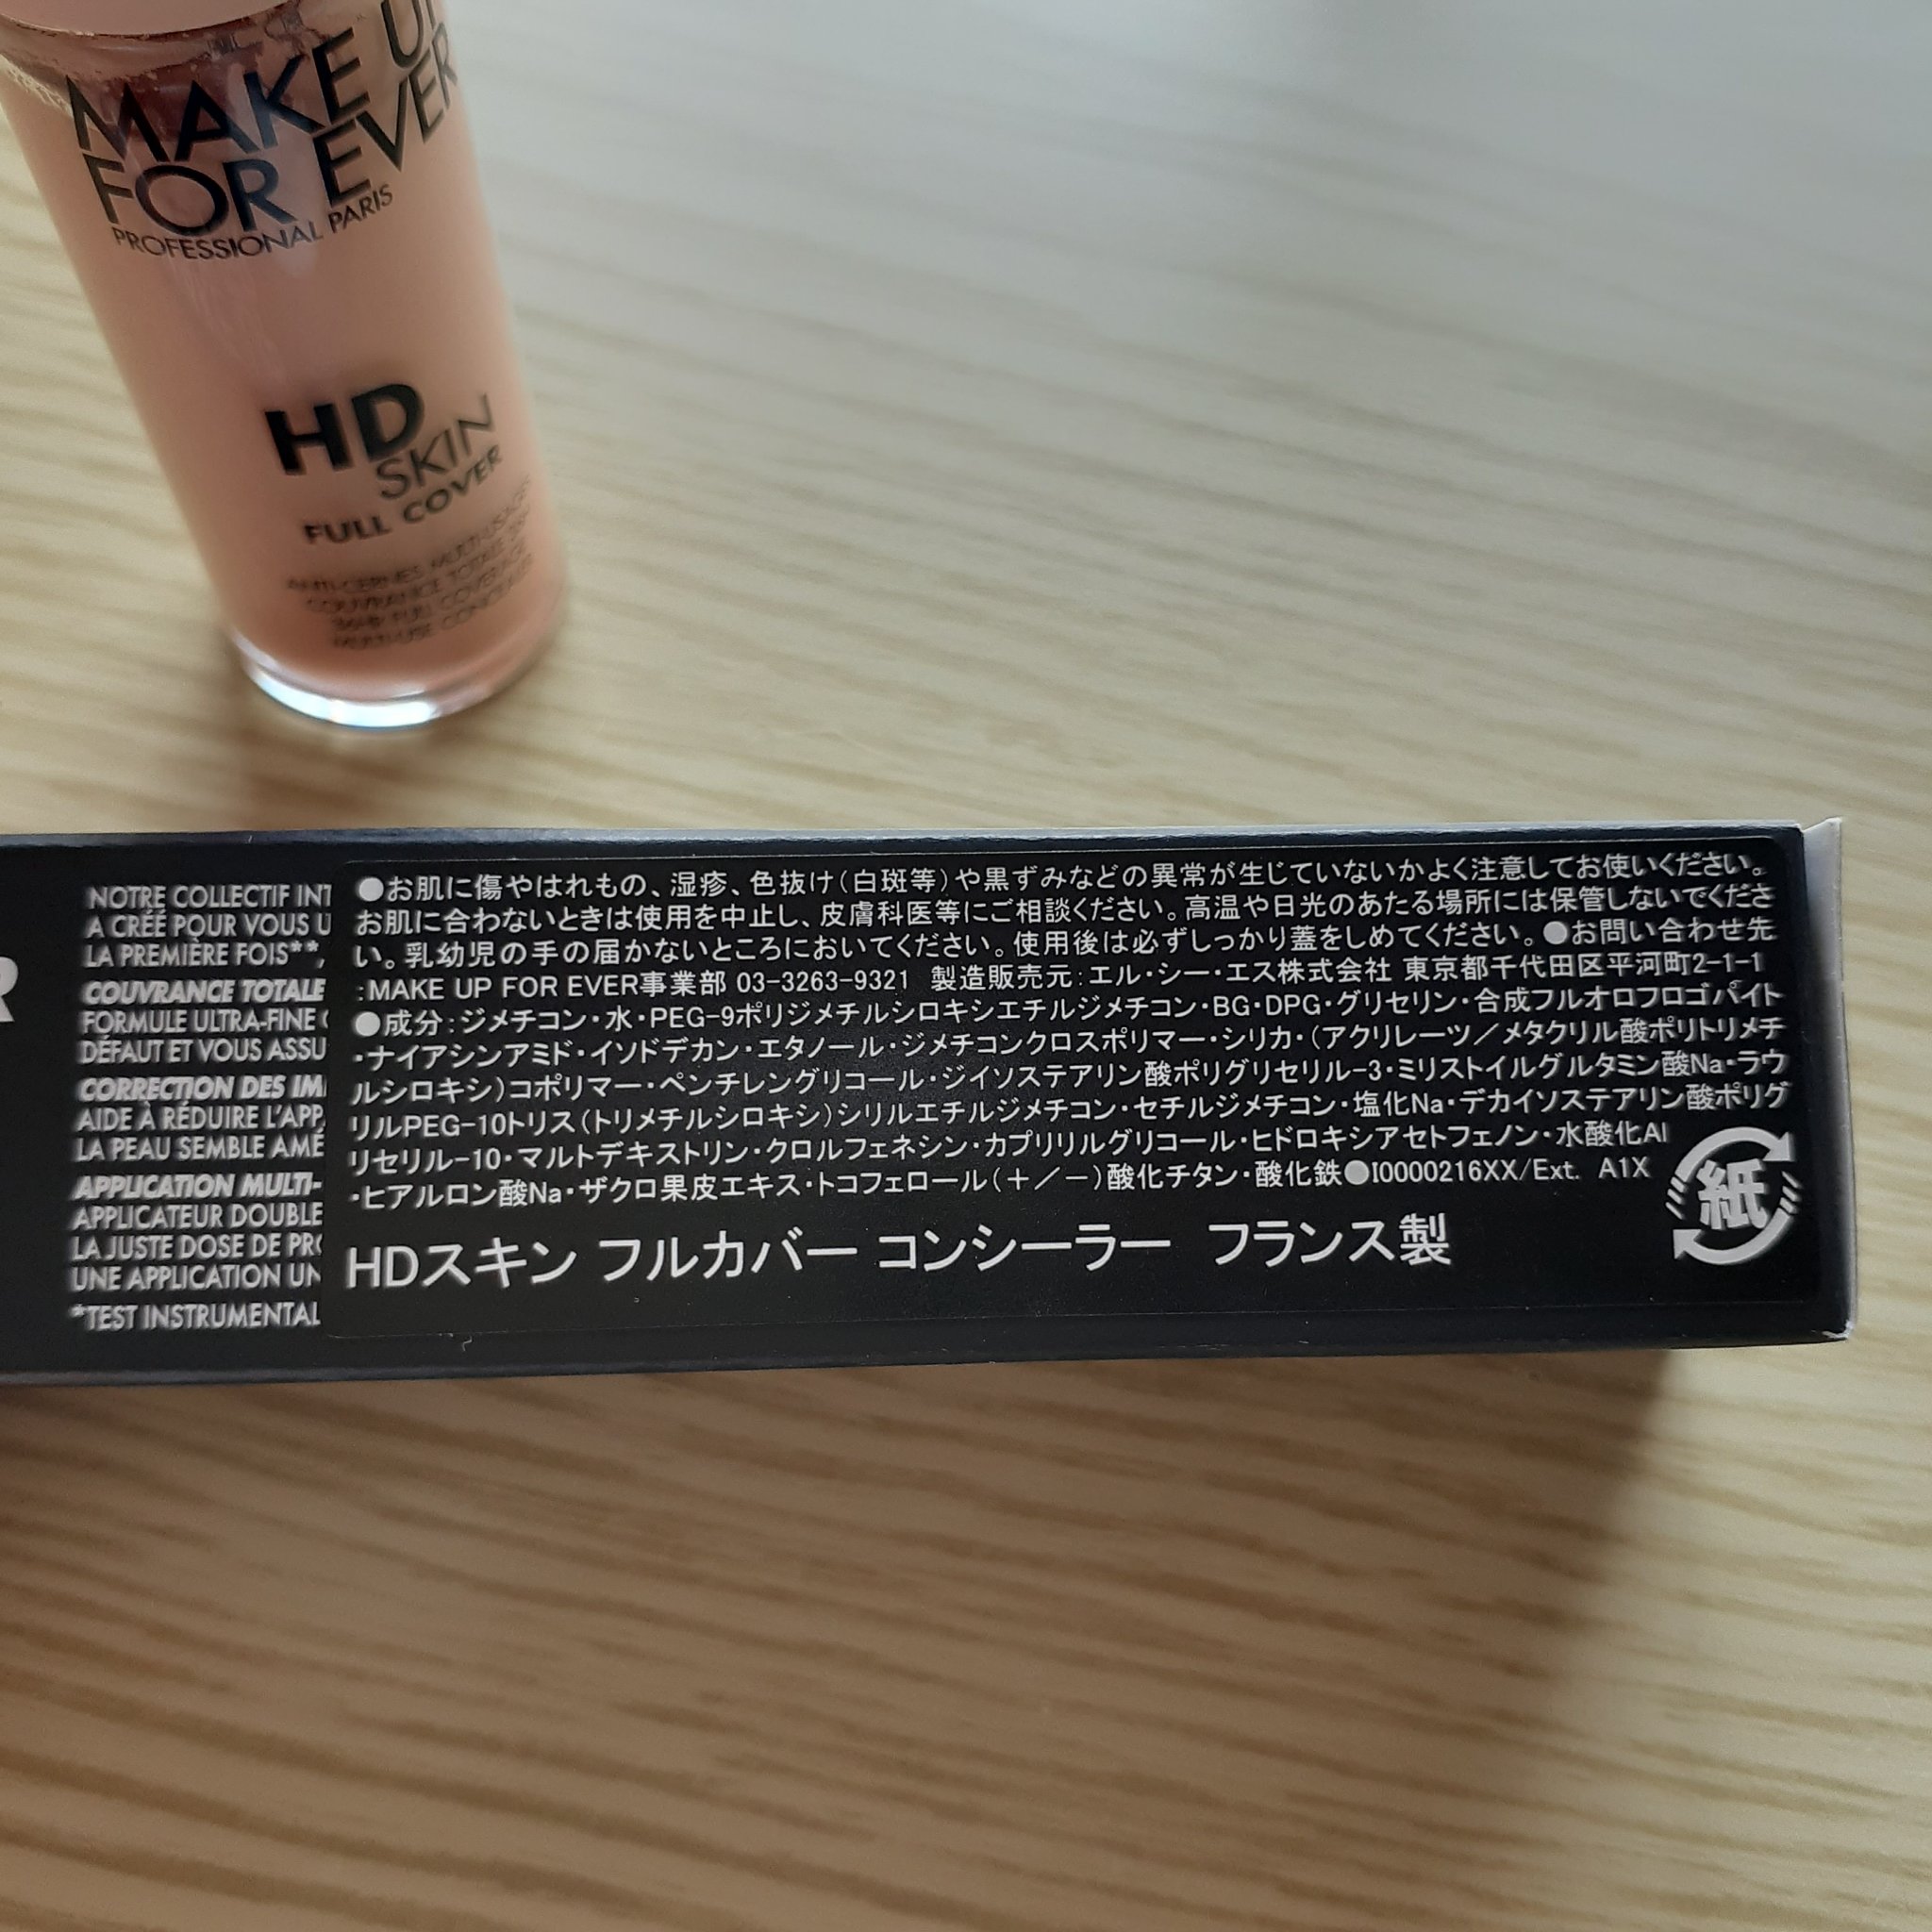 MAKE UP
FOR EVER
PROFESSIONAL PARIS
HD
SKIN
FULL COVER
ANTI-CERNES MULTI-USAGES
COUVRANCE TOTALE
36HR FULL COVERAGE
MULTI-USE
R
NOTRE COLLECTIF INT
A CRÉÉ POUR VOUS U
LA PREMIÈRE FOIS**,
COUVRANCE TOTALE
FORMULE ULTRA-FINE
DÉFAUT ET VOUS ASSU
CORRECTION DES IM
AIDE À RÉDUIRE L'APP
LA PEAU SEMBLE AMÉ
APPLICATION MULTI-
APPLICATEUR DOUBLE
LA JUSTE DOSE DE PRO
UNE APPLICATION UN
*TEST INSTRUMENTAL
●お肌に傷やはれもの、湿疹、色抜け(白斑等)や黒ずみなどの異常が生じていないかよく注意してお使いください。
お肌に合わないときは使用を中止し、皮膚科医等にご相談ください。高温や日光のあたる場所には保管しないでくださ
い。乳幼児の手の届かないところにおいてください。使用後は必ずしっかり蓋をしめてください。●お問い合わせ先
:MAKE UP FOR EVER事業部 03-3263-9321 製造販売元:エル・シー・エス株式会社 東京都千代田区平河町2-1-1
●成分:ジメチコン・水・PEG-9ポリジメチルシロキシエチルジメチコン・BG・DPG・グリセリン・合成フルオロフロゴパイト
・ナイアシンアミド・イソドデカン・エタノール・ジメチコンクロスポリマー・シリカ・(アクリレーツ/メタクリル酸ポリトリメチ
ルシロキシ)コポリマー・ペンチレングリコール・ジイソステアリン酸ポリグリセリル-3・ミリストイルグルタミン酸Na・ラウ
リルPEG-10トリス(トリメチルシロキシ)シリルエチルジメチコン・セチルジメチコン・塩化Na・デカイソステアリン酸ポリグ
リセリル-10・マルトデキストリン・クロルフェネシン・カプリリルグリコール・ヒドロキシアセトフェノン・水酸化Al
・ヒアルロン酸Na・ザクロ果皮エキス・トコフェロール(+/-)酸化チタン・酸化鉄●I0000216XX/Ext. A1X
紙
HDスキン フルカバー コンシーラー フランス製